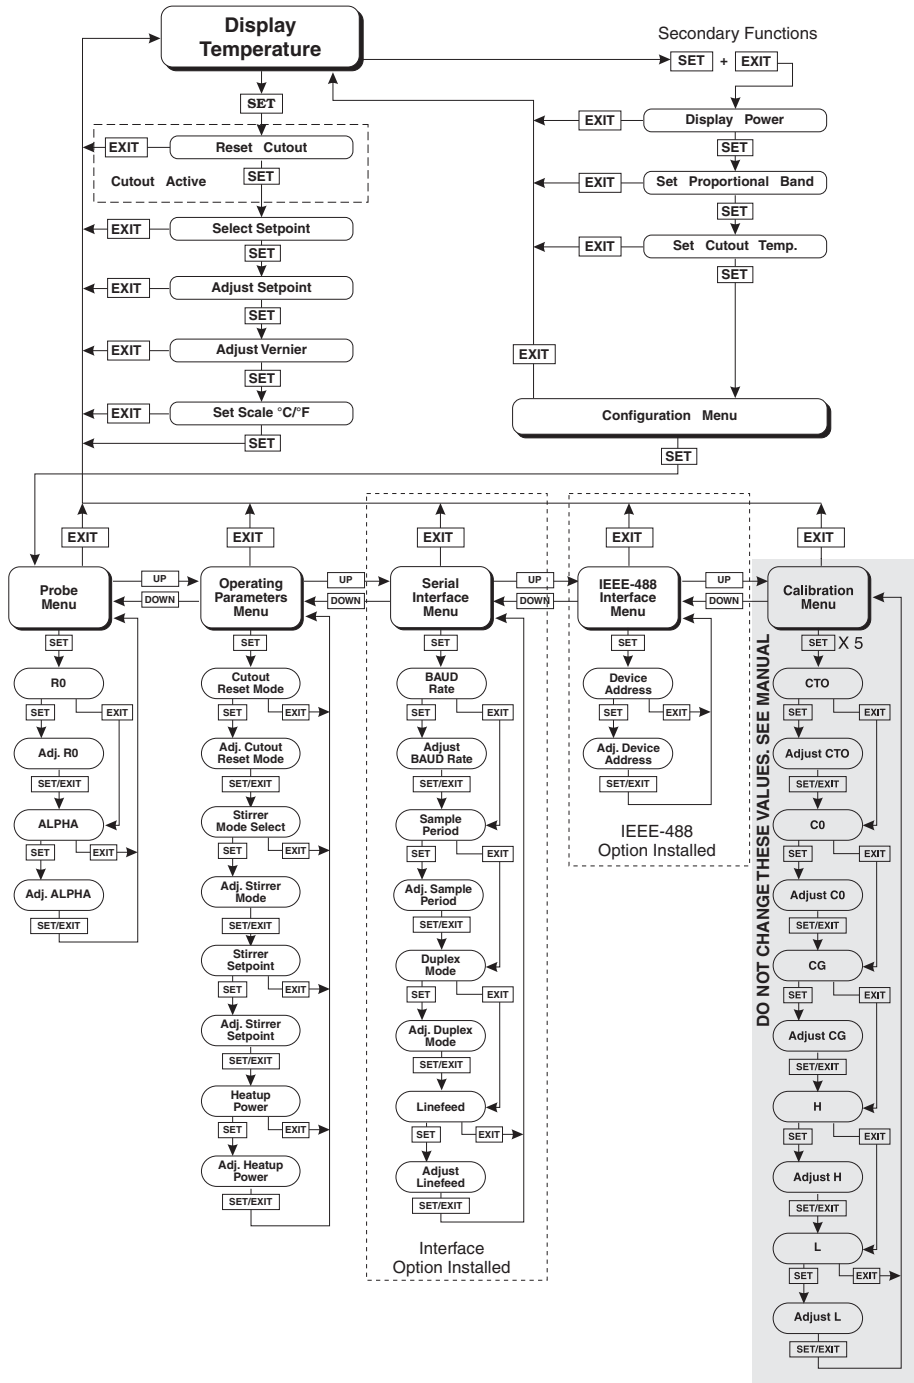 Display
Temperature
Secondary Functions
SET + EXIT
SET
EXIT Reset Cutout
SET
Cutout Active
EXIT Select Setpoint
SET
EXIT Adjust Setpoint
SET
EXIT Adjust Vernier
SET
EXIT Set Scale °C/°F
SET
EXIT Display Power
SET
EXIT Set Proportional Band
SET
EXIT Set Cutout Temp.
SET
EXIT
Configuration Menu
SET
EXIT
EXIT
EXIT
EXIT
EXIT
Probe
Menu
UP
DOWN
Operating
Parameters
Menu
UP
DOWN
Serial
Interface
Menu
UP
DOWN
IEEE-488
Interface
Menu
UP
DOWN
Calibration
Menu
SET
R0
SET EXIT
Adj. R0
SET/EXIT
ALPHA
SET EXIT
Adj. ALPHA
SET/EXIT
SET
Cutout
Reset Mode
SET EXIT
Adj. Cutout
Reset Mode
SET/EXIT
Stirrer
Mode Select
SET EXIT
Adj. Stirrer
Mode
SET/EXIT
Stirrer
Setpoint
SET EXIT
Adj. Stirrer
Setpoint
SET/EXIT
Heatup
Power
SET EXIT
Adj. Heatup
Power
SET/EXIT
SET
BAUD
Rate
SET EXIT
Adjust
BAUD Rate
SET/EXIT
Sample
Period
SET EXIT
Adj. Sample
Period
SET/EXIT
Duplex
Mode
SET EXIT
Adj. Duplex
Mode
SET/EXIT
Linefeed
SET EXIT
Adjust
Linefeed
SET/EXIT
Interface
Option Installed
SET
Device
Address
SET EXIT
Adj. Device
Address
SET/EXIT
IEEE-488
Option Installed
DO NOT CHANGE THESE VALUES. SEE MANUAL
SET X 5
CTO
SET EXIT
Adjust CTO
SET/EXIT
C0
SET EXIT
Adjust C0
SET/EXIT
CG
SET EXIT
Adjust CG
SET/EXIT
H
SET EXIT
Adjust H
SET/EXIT
L
SET EXIT
Adjust L
SET/EXIT